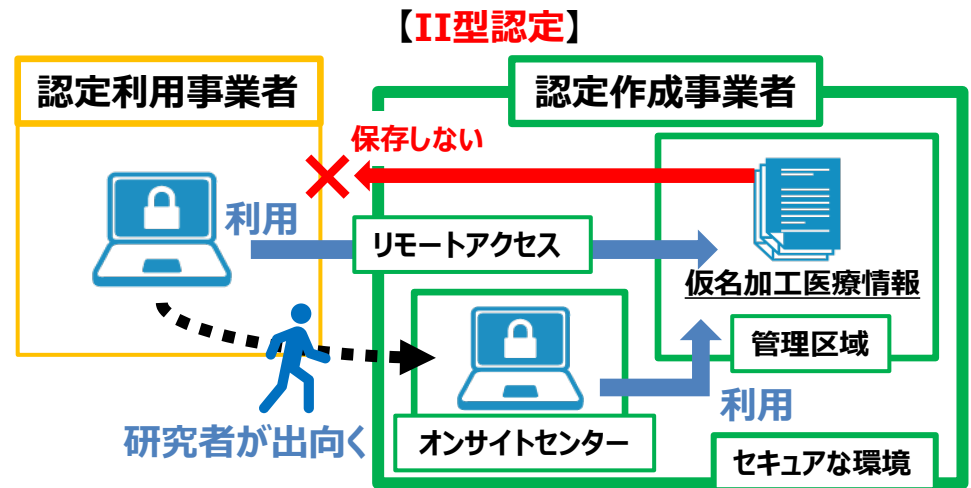 【II型認定】
認定利用事業者
認定作成事業者
保存しない
利用
リモートアクセス
仮名加工医療情報
管理区域
利用
研究者が出向く
オンサイトセンター
セキュアな環境